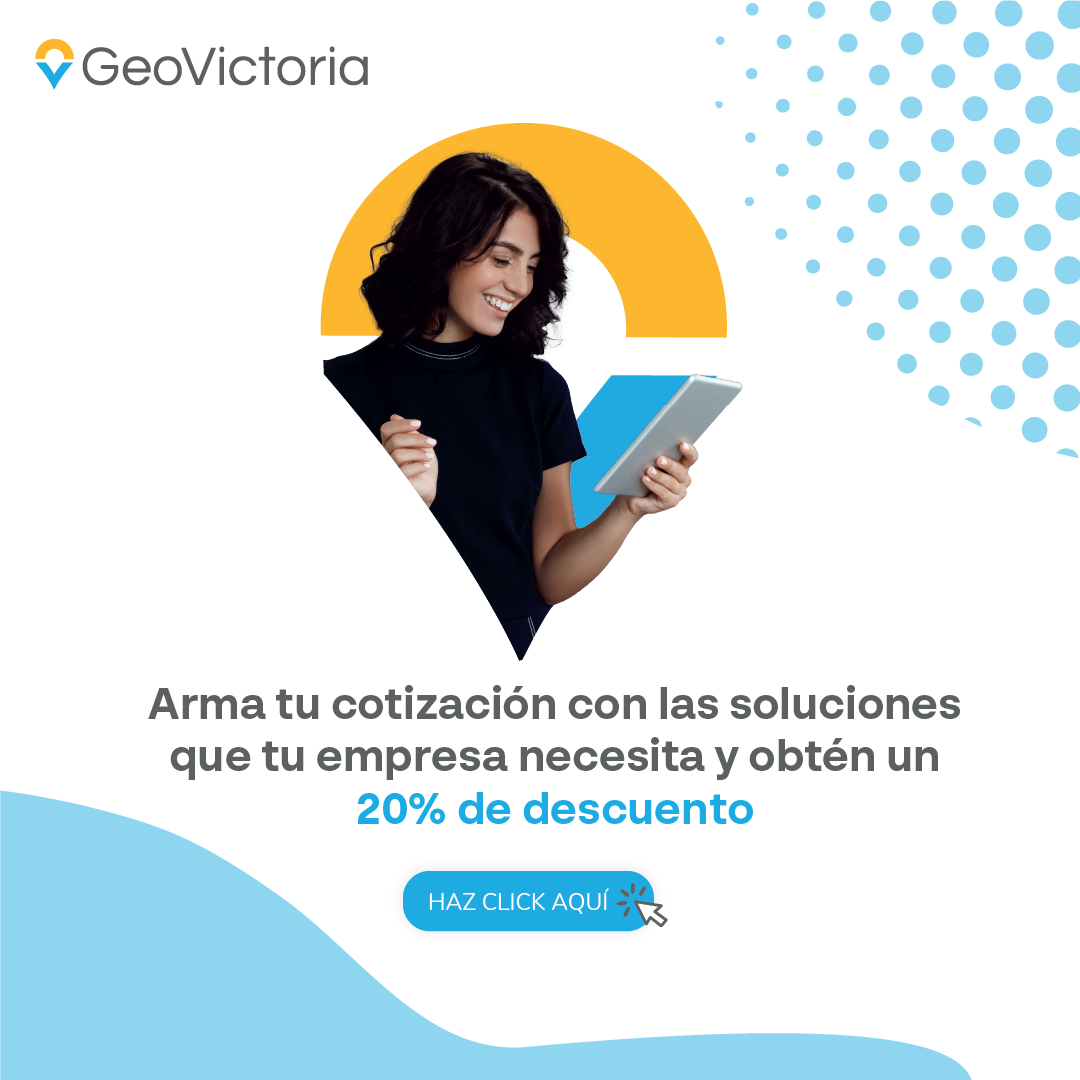 GeoVictoria
Arma tu cotización con las soluciones
que tu empresa necesita y obtén un
20% de descuento
HAZ CLICK AQUÍ